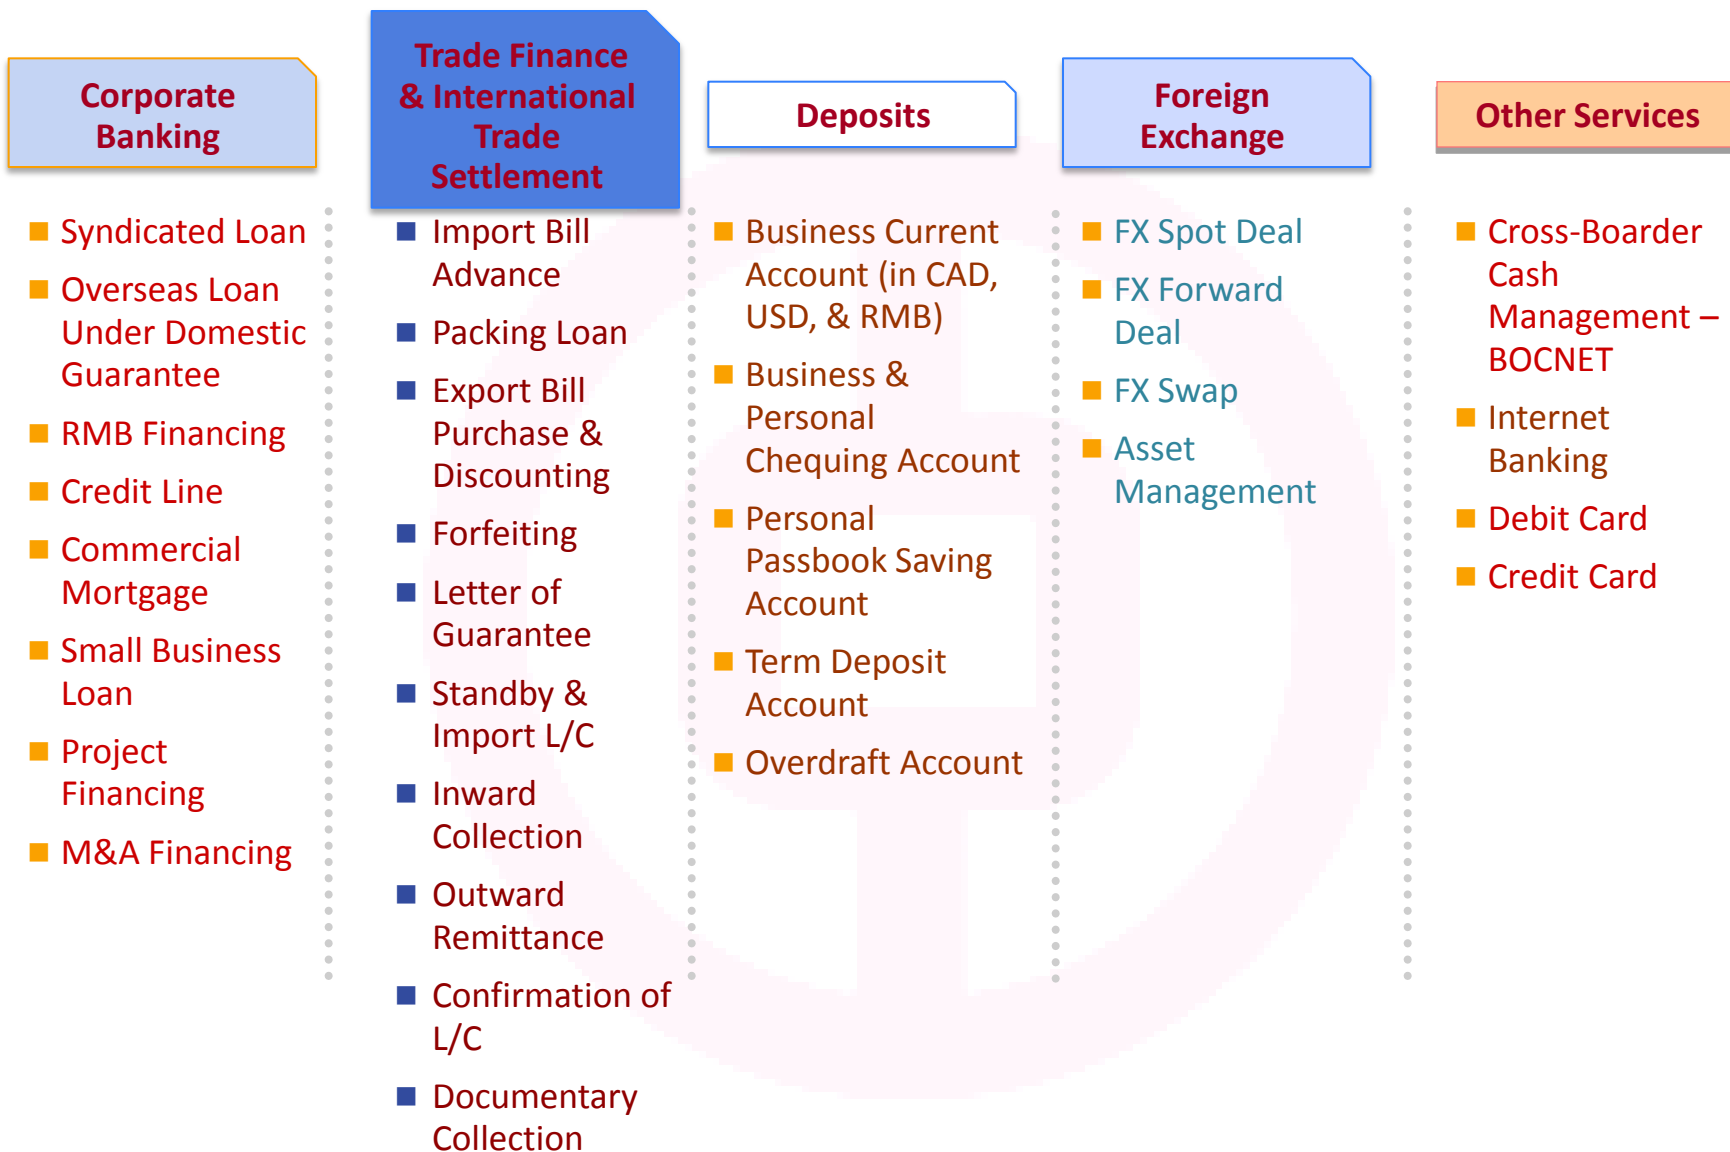 Corporate
Banking
Syndicated Loan
Overseas Loan
Under Domestic
Guarantee
RMB Financing
Credit Line
Commercial
Mortgage
Small Business
Loan
Project
Financing
M&A Financing
Trade Finance
& International
Trade
Settlement
Import Bill
Advance
Packing Loan
Export Bill
Purchase &
Discounting
Forfeiting
Letter of
Guarantee
Standby &
Import L/C
Inward
Collection
Outward
Remittance
Confirmation of
L/C
Documentary
Collection
Deposits
Business Current
Account (in CAD,
USD, & RMB)
Business &
Personal
Chequing Account
Personal
Passbook Saving
Account
Term Deposit
Account
Overdraft Account
Foreign
Exchange
FX Spot Deal
FX Forward
Deal
FX Swap
Asset
Management
Other Services
Cross-Boarder
Cash
Management –
BOCNET
Internet
Banking
Debit Card
Credit Card